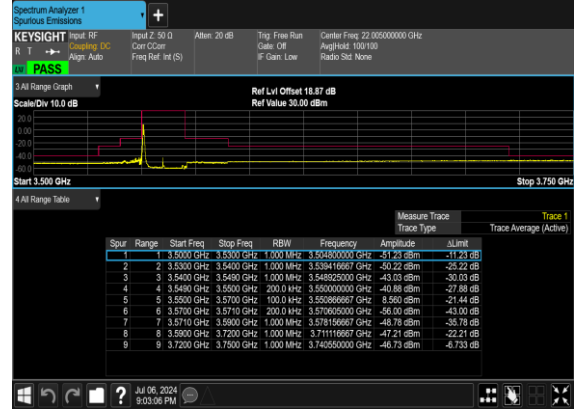 Spectrum Analyzer 1
Spurious Emissions
KEYSIGHT Input: RF Input Z: 50 Ω Atten: 20 dB Trig: Free Run Center Freq: 22.005000000 GHz
R T Coupling: DC Corr CCorr Gate: Off Avg|Hold: 100/100
Align: Auto Freq Ref: Int (S) IF Gain: Low Radio Std: None
PASS
3 All Range Graph
Ref Lvl Offset 18.87 dB
Scale/Div 10.0 dB Ref Value 30.00 dBm
20.0
0.00
-20.0
-40.0
-60.0
Start 3.500 GHz Stop 3.750 GHz
4 All Range Table
Measure Trace Trace 1
Trace Type Trace Average (Active)
Spur Range Start Freq Stop Freq RBW Frequency Amplitude ΔLimit
1 1 3.5000 GHz 3.5300 GHz 1.000 MHz 3.504800000 GHz -51.23 dBm -11.23 dB
2 2 3.5300 GHz 3.5400 GHz 1.000 MHz 3.539416667 GHz -50.22 dBm -25.22 dB
3 3 3.5400 GHz 3.5490 GHz 1.000 MHz 3.548925000 GHz -43.03 dBm -30.03 dB
4 4 3.5490 GHz 3.5500 GHz 200.0 kHz 3.550000000 GHz -40.88 dBm -27.88 dB
5 5 3.5500 GHz 3.5700 GHz 100.0 kHz 3.550866667 GHz 8.560 dBm -21.44 dB
6 6 3.5700 GHz 3.5710 GHz 200.0 kHz 3.570605000 GHz -56.00 dBm -43.00 dB
7 7 3.5710 GHz 3.5900 GHz 1.000 MHz 3.578156667 GHz -48.78 dBm -35.78 dB
8 8 3.5900 GHz 3.7200 GHz 1.000 MHz 3.711116667 GHz -47.21 dBm -22.21 dB
9 9 3.7200 GHz 3.7500 GHz 1.000 MHz 3.740550000 GHz -46.73 dBm -6.733 dB
? Jul 06, 2024
9:03:06 PM